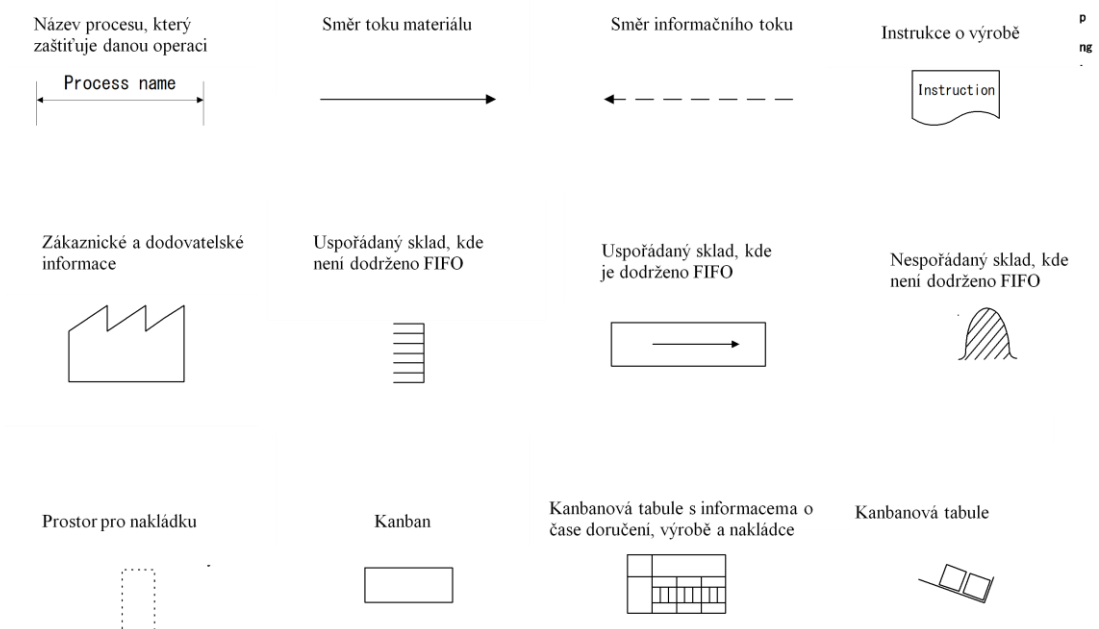 Název procesu, který
zaštiťuje danou operaci
Process name
Směr toku materiálu
Směr informačního toku
Instrukce o výrobě
Instruction
p
ng
Zákaznické a dodovatelské
informace
Uspořádaný sklad, kde
není dodrženo FIFO
Uspořádaný sklad, kde
je dodrženo FIFO
Nespořádaný sklad, kde
není dodrženo FIFO
Prostor pro nakládku
Kanban
Kanbanová tabule s informacema o
čase doručení, výrobě a nakládce
Kanbanová tabule